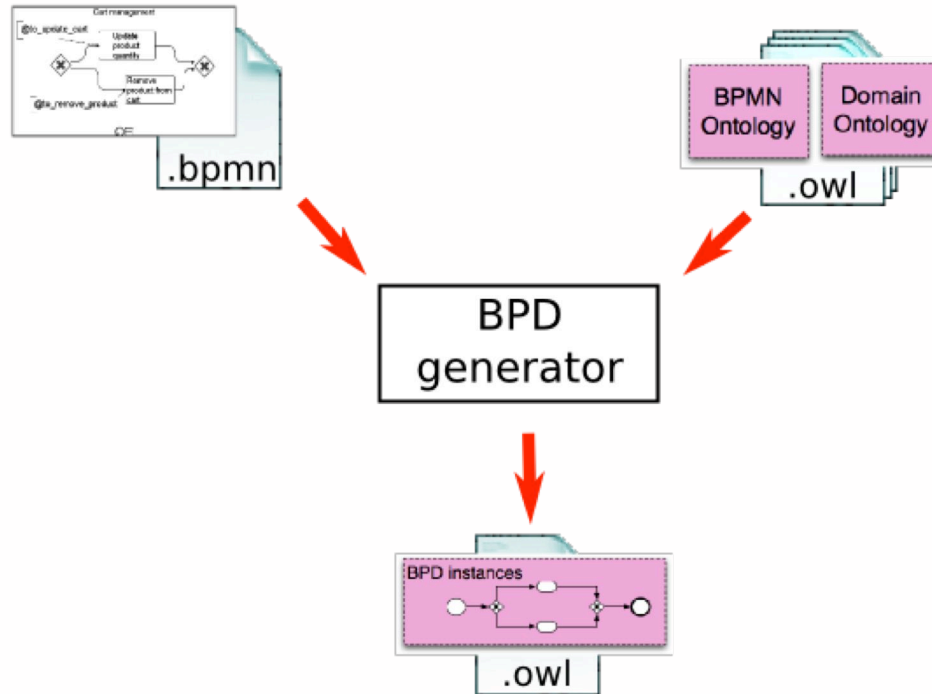 Cart management
@to_update_cart
Update
product
quantity
Remove
product from
cart
@to_remove_product
.bpmn
BPMN
Ontology
Domain
Ontology
.owl
BPD
generator
BPD instances
.owl